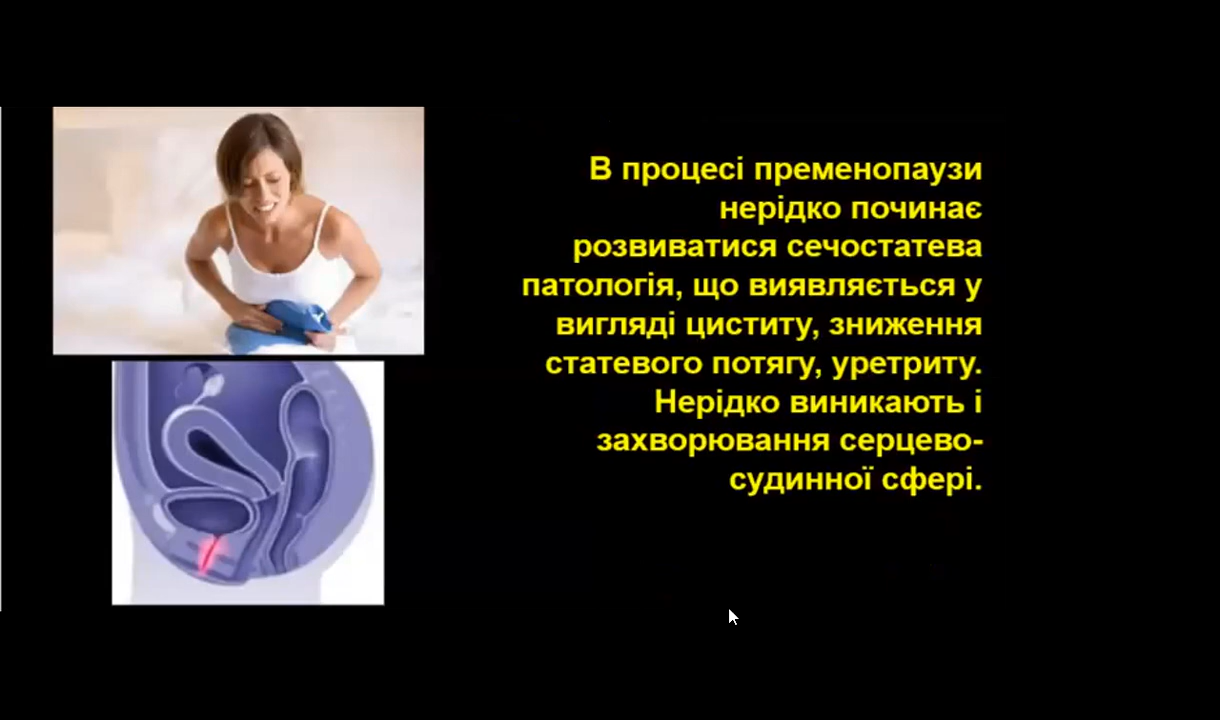 В процесі пременопаузи
нерідко починає
розвиватися сечостатева
патологія, що виявляється у
вигляді циститу, зниження
статевого потягу, уретриту.
Нерідко виникають і
захворювання серцево-
судинної сфері.